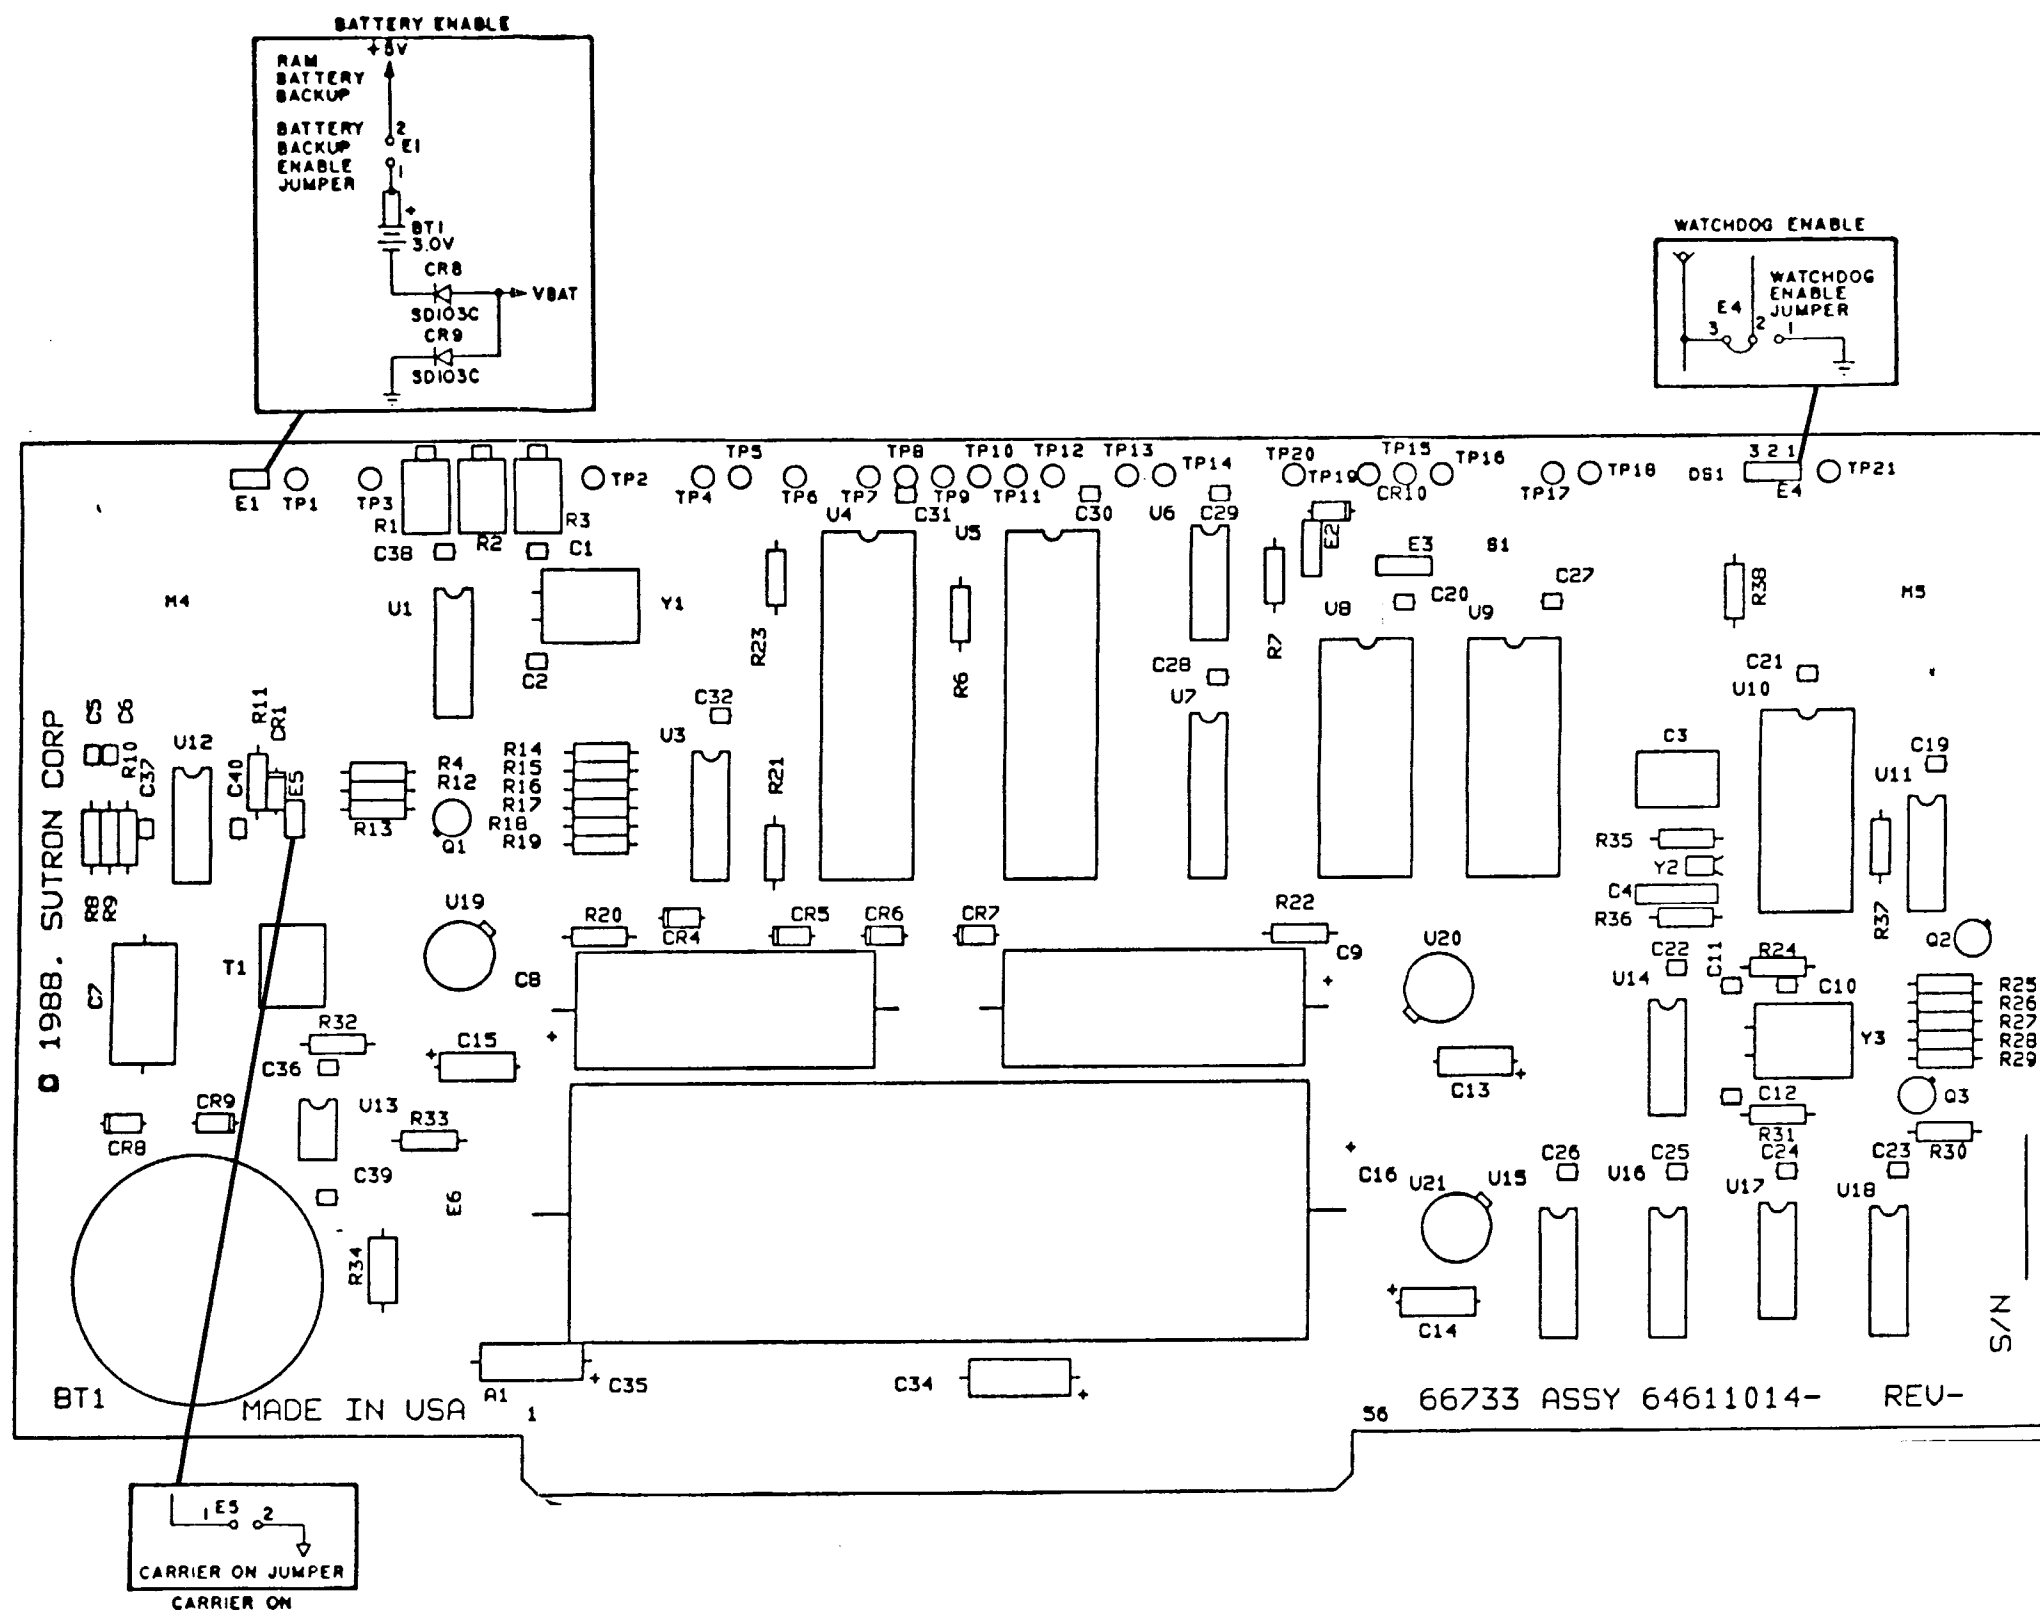 BATTERY ENABLE
+5V
RAM
BATTERY
BACKUP
BATTERY
BACKUP
ENABLE
JUMPER
2
E1
1
+
BT1
3.0V
CR8
VBAT
SD103C
CR9
SD103C
WATCHDOG ENABLE
WATCHDOG
ENABLE
JUMPER
E4
3 2 1
TP5 TP8 TP10 TP12 TP13 TP14 TP20 TP19 TP15 TP16 TP18 DS1 3 2 1 TP21
E1 TP1 TP3 TP2 TP4 TP6 TP7 TP9 TP11 CR10 TP17 E4
R1 R2 R3 U4 C31 U5 C30 U6 C29
C38 C1 E2 E3 S1
M4 U1 Y1 R23 R6 R7 U8 C20 U9 C27 R38 M5
C2 C28 C21
C5 C6 R11 CR1 C32 U7 U10
U12 U3 C3 C19
R10 C37 C40 E5 R4 R14 U11
R12 R15
R16
R17
R13 R18 R21
Q1 R19 R35
Y2
C4
R8 R9 U19 R20 CR4 CR5 CR6 CR7 R22 R36 R37
U20 Q2
C7 T1 C8 C9 + C22 C11 R24
U14 C10 R25
R26
R32 + R27
C36 + C15 Y3 R28
R29
C13 +
CR9 U13 R33 C12 Q3
CR8 R31 R30
C39 + C16 U21 U15 C26 U16 C25 U17 C24 U18 C23
E6
R34
+ C14
A1 + C35 C34 +
© 1988. SUTRON CORP
S/N
BT1 MADE IN USA 1 56 66733 ASSY 64611014- REV-
1 E5 2
CARRIER ON JUMPER
CARRIER ON